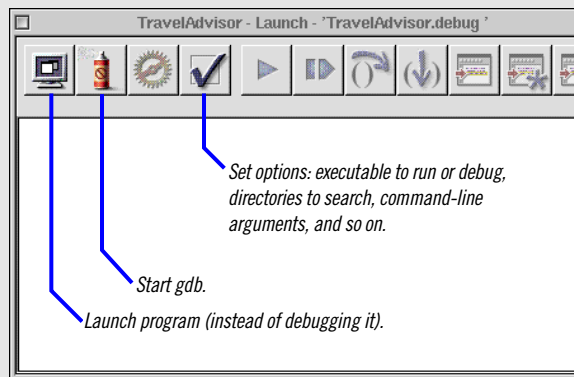 TravelAdvisor - Launch - 'TravelAdvisor.debug '
Set options: executable to run or debug,
directories to search, command-line
arguments, and so on.
Start gdb.
Launch program (instead of debugging it).